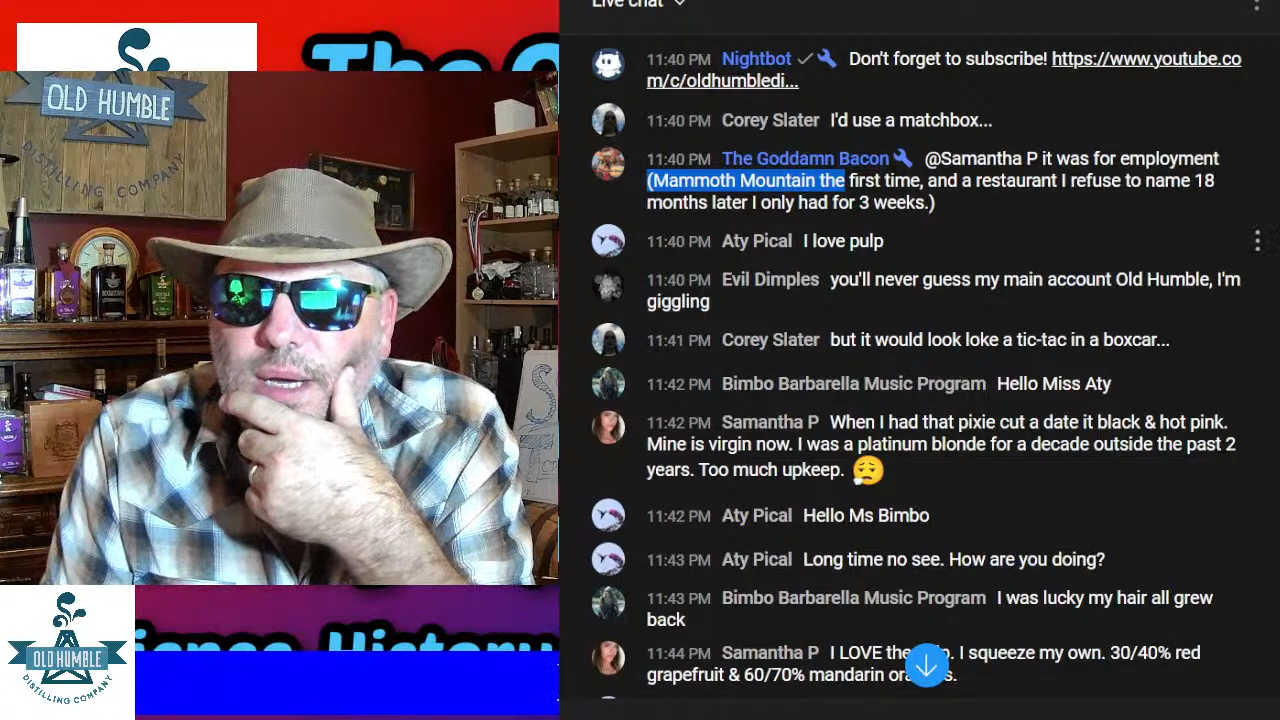 The
OLD HUMBLE
DISTILLING COMPANY
OLD HUMBLE
DISTILLING COMPANY
History
Live chat
11:40 PM Nightbot Don't forget to subscribe! https://www.youtube.co
m/c/oldhumbledi...
11:40 PM Corey Slater I'd use a matchbox...
11:40 PM The Goddamn Bacon @Samantha P it was for employment
(Mammoth Mountain the first time, and a restaurant I refuse to name 18
months later I only had for 3 weeks.)
11:40 PM Aty Pical I love pulp
11:40 PM Evil Dimples you'll never guess my main account Old Humble, I'm
giggling
11:41 PM Corey Slater but it would look loke a tic-tac in a boxcar...
11:42 PM Bimbo Barbarella Music Program Hello Miss Aty
11:42 PM Samantha P When I had that pixie cut a date it black & hot pink.
Mine is virgin now. I was a platinum blonde for a decade outside the past 2
years. Too much upkeep.
11:42 PM Aty Pical Hello Ms Bimbo
11:43 PM Aty Pical Long time no see. How are you doing?
11:43 PM Bimbo Barbarella Music Program I was lucky my hair all grew
back
11:44 PM Samantha P I LOVE the I squeeze my own. 30/40% red
grapefruit & 60/70% mandarin